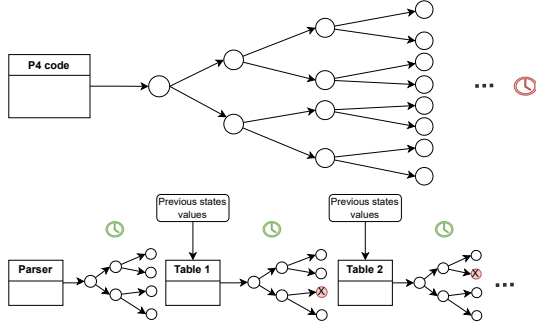 P4 code
...
Previous states
values
Previous states
values
Parser
Table 1
X
Table 2
X
...